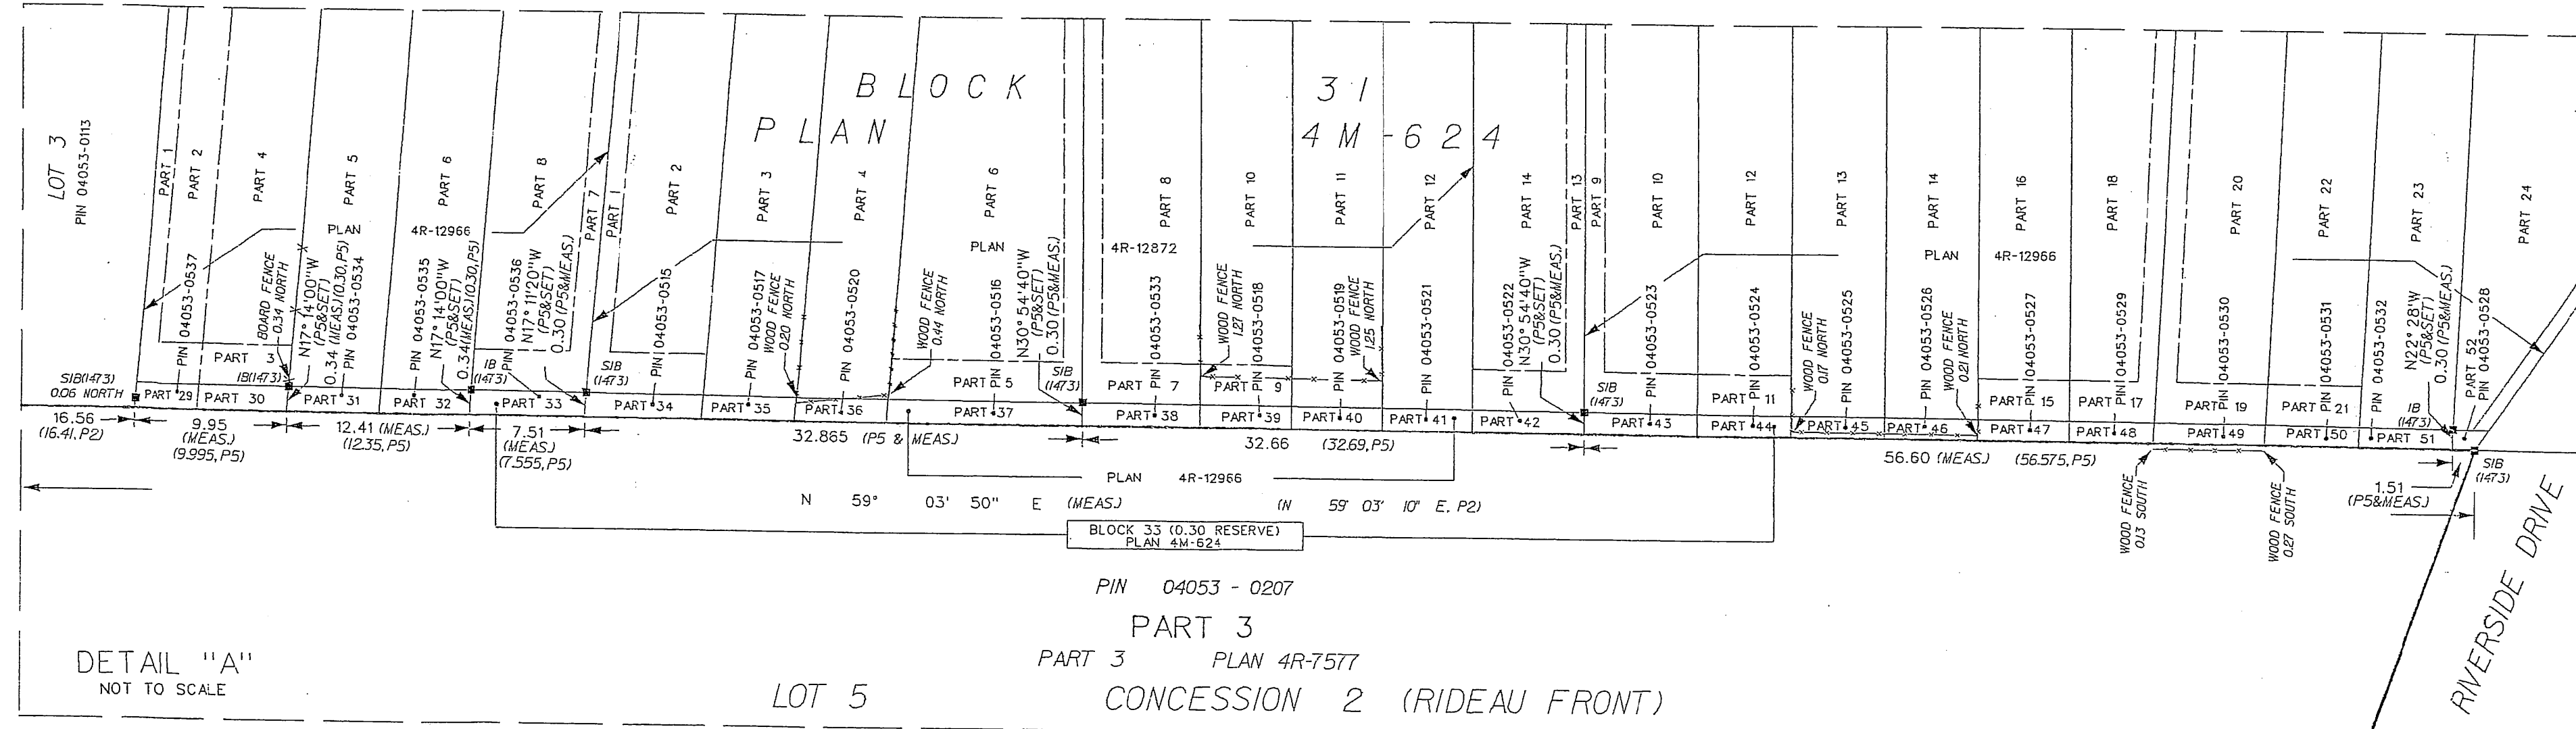 BLOCK 31
PLAN 4M-624
LOT 3
PIN 04053-0113
PART 1
PART 2
PART 4
PART 5
PART 6
PART 8
PART 7
PART 1
PART 2
PART 3
PART 4
PART 6
PART 8
PART 10
PART 11
PART 12
PART 14
PART 13
PART 9
PART 10
PART 12
PART 13
PART 14
PART 16
PART 18
PART 20
PART 22
PART 23
PART 24
PLAN 4R-12966
PLAN 4R-12872
PLAN 4R-12966
PIN 04053-0537
BOARD FENCE
0.34 NORTH
N17° 14'00"W
(P5&SET)
0.34 (MEAS.)(0.30,P5)
PIN 04053-0534
PIN 04053-0535
N17° 14'00"W
(P5&SET)
0.34(MEAS.)(0.30,P5)
PIN 04053-0536
N17° 11'20"W
(P5&SET)
0.30 (P5&MEAS.)
PIN 04053-0515
PIN 04053-0517
WOOD FENCE
0.20 NORTH
PIN 04053-0520
WOOD FENCE
0.44 NORTH
PIN 04053-0516
N30° 54'40"W
(P5&SET)
0.30 (P5&MEAS.)
PIN 04053-0533
WOOD FENCE
1.27 NORTH
PIN 04053-0518
PIN 04053-0519
WOOD FENCE
1.25 NORTH
PIN 04053-0521
PIN 04053-0522
N30° 54'40"W
(P5&SET)
0.30 (P5&MEAS.)
PIN 04053-0523
PIN 04053-0524
WOOD FENCE
0.17 NORTH
PIN 04053-0525
PIN 04053-0526
WOOD FENCE
0.21 NORTH
PIN 04053-0527
PIN 04053-0529
PIN 04053-0530
PIN 04053-0531
PIN 04053-0532
N22° 28'W
(P5&SET)
0.30 (P5&MEAS.)
PART 52
PIN 04053-0528
PART 3
PART 5
PART 7
PART 9
PART 11
PART 15
PART 17
PART 19
PART 21
SIB(1473)
0.06 NORTH
IB(1473)
IB
(1473)
SIB
(1473)
SIB
(1473)
SIB
(1473)
IB
(1473)
SIB
(1473)
PART 29
PART 30
PART 31
PART 32
PART 33
PART 34
PART 35
PART 36
PART 37
PART 38
PART 39
PART 40
PART 41
PART 42
PART 43
PART 44
PART 45
PART 46
PART 47
PART 48
PART 49
PART 50
PART 51
16.56
(16.41, P2)
9.95
(MEAS.)
(9.995, P5)
12.41 (MEAS.)
(12.35, P5)
7.51
(MEAS.)
(7.555, P5)
32.865 (P5 & MEAS.)
32.66 (32.69, P5)
56.60 (MEAS.) (56.575, P5)
1.51
(P5&MEAS.)
WOOD FENCE
0.13 SOUTH
WOOD FENCE
0.27 SOUTH
PLAN 4R-12966
N 59° 03' 50" E (MEAS.) (N 59° 03' 10" E, P2)
BLOCK 33 (0.30 RESERVE)
PLAN 4M-624
PIN 04053 - 0207
PART 3
PART 3 PLAN 4R-7577
LOT 5 CONCESSION 2 (RIDEAU FRONT)
DETAIL "A"
NOT TO SCALE
RIVERSIDE DRIVE